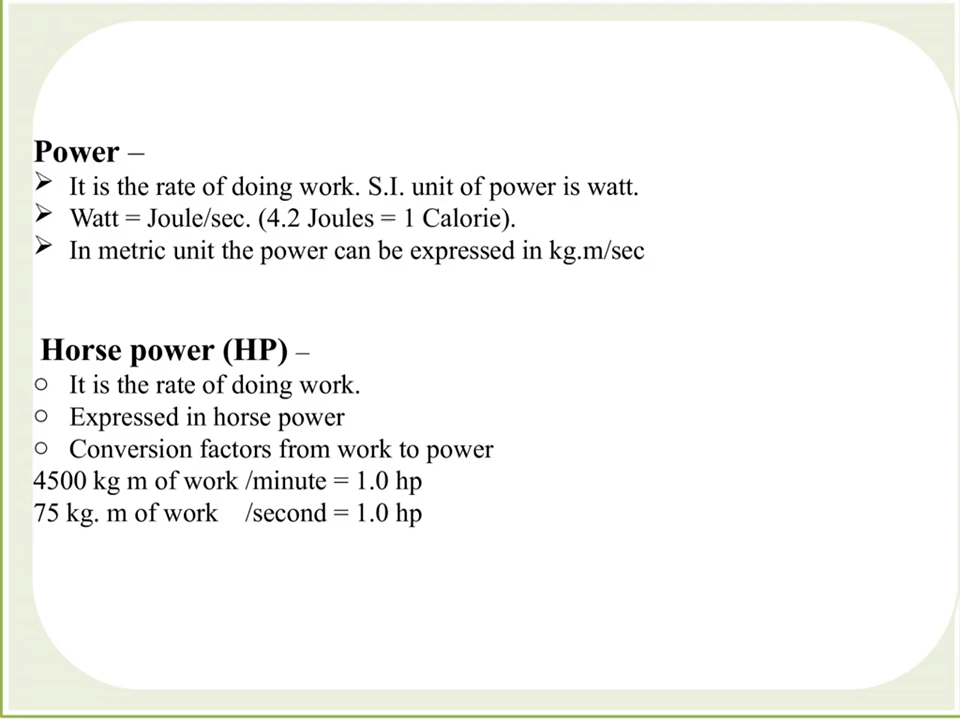 Power –
➢ It is the rate of doing work. S.I. unit of power is watt.
➢ Watt = Joule/sec. (4.2 Joules = 1 Calorie).
➢ In metric unit the power can be expressed in kg.m/sec
Horse power (HP) –
o It is the rate of doing work.
o Expressed in horse power
o Conversion factors from work to power
4500 kg m of work /minute = 1.0 hp
75 kg. m of work /second = 1.0 hp